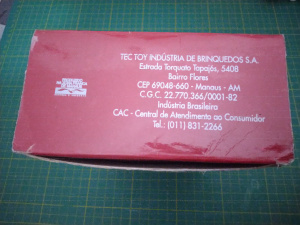 TEC TOY INDÚSTRIA DE BRINQUEDOS S.A.
Estrada Torquato Tapajós, 5408
Bairro Flores
CEP 69048-660 - Manaus - AM
C.G.C. 22.770.366/0001-82
Indústria Brasileira
CAC - Central de Atendimento ao Consumidor
Tel.: (011) 831-2266